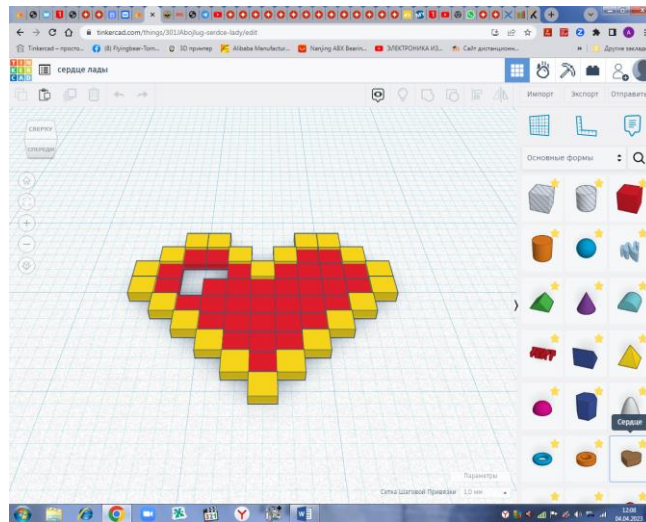 tinkercad.com/things/301IAbojlug-serdce-lady/edit
Tinkercad – просто...
(8) Flyingbear-Tom...
3D принтер
Alibaba Manufactur...
Nanjing ABX Bearin...
ЭЛЕКТРОНИКА ИЗ...
Сайт дистанционн...
»
Другие заклад
TIN
KER
CAD
сердце лады
Импорт
Экспорт
Отправить
СВЕРХУ
СПЕРЕДИ
Основные формы
Сердце
Параметры
Сетка Шаговой Привязки
1,0 мм
12:08
04.04.2023